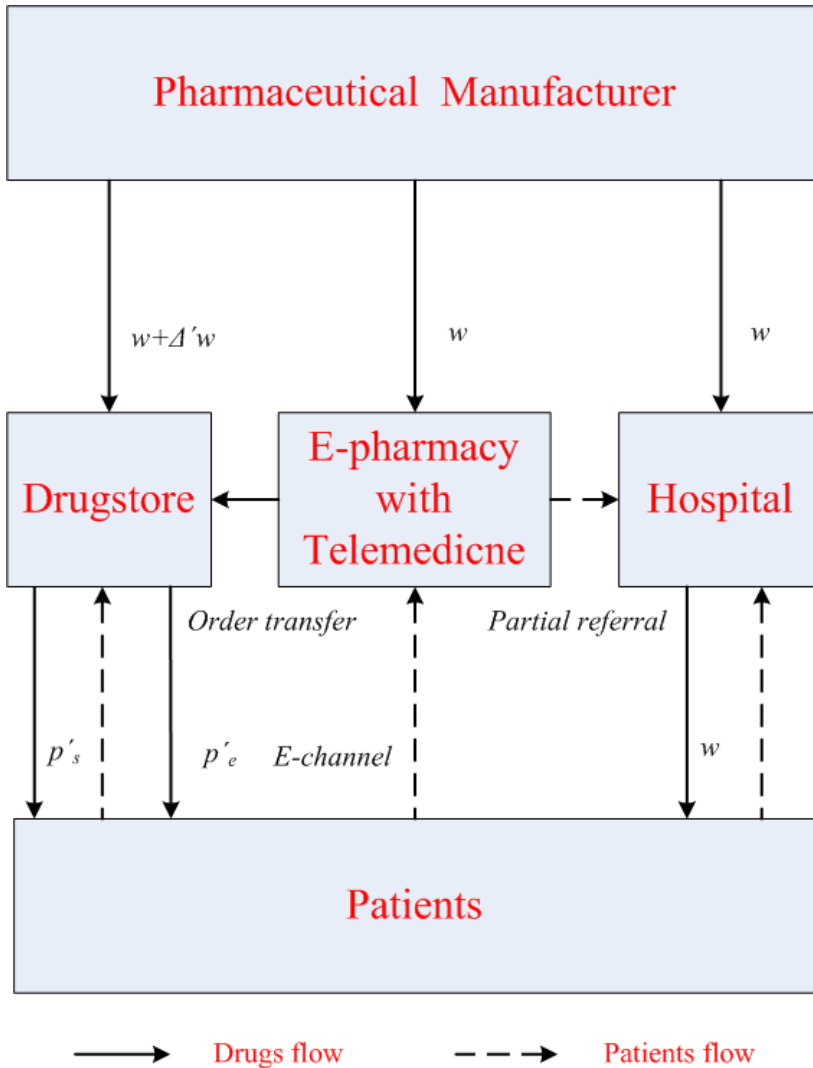 Pharmaceutical Manufacturer
w+Δ´w
w
w
Drugstore
E-pharmacy
with
Telemedicne
Hospital
Order transfer
Partial referral
p´s
p´e
E-channel
w
Patients
Drugs flow
Patients flow